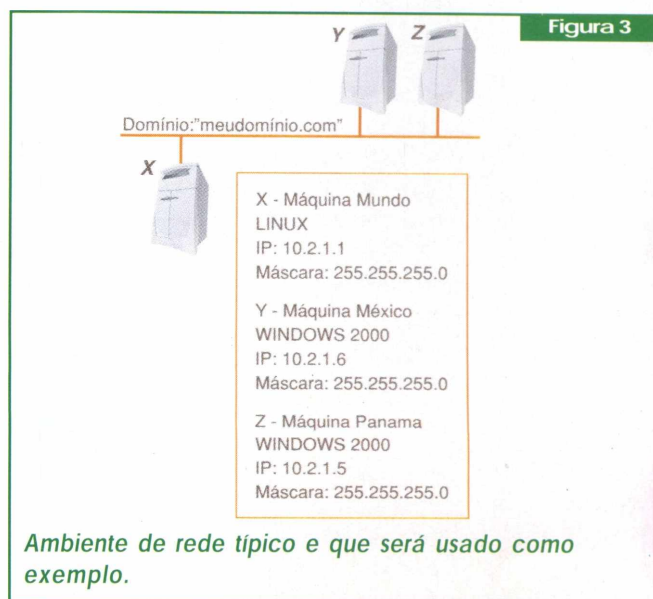 Figura 3
Y
Z
Domínio:"meudomínio.com"
X
X - Máquina Mundo
LINUX
IP: 10.2.1.1
Máscara: 255.255.255.0
Y - Máquina México
WINDOWS 2000
IP: 10.2.1.6
Máscara: 255.255.255.0
Z - Máquina Panama
WINDOWS 2000
IP: 10.2.1.5
Máscara: 255.255.255.0
Ambiente de rede típico e que será usado como
exemplo.